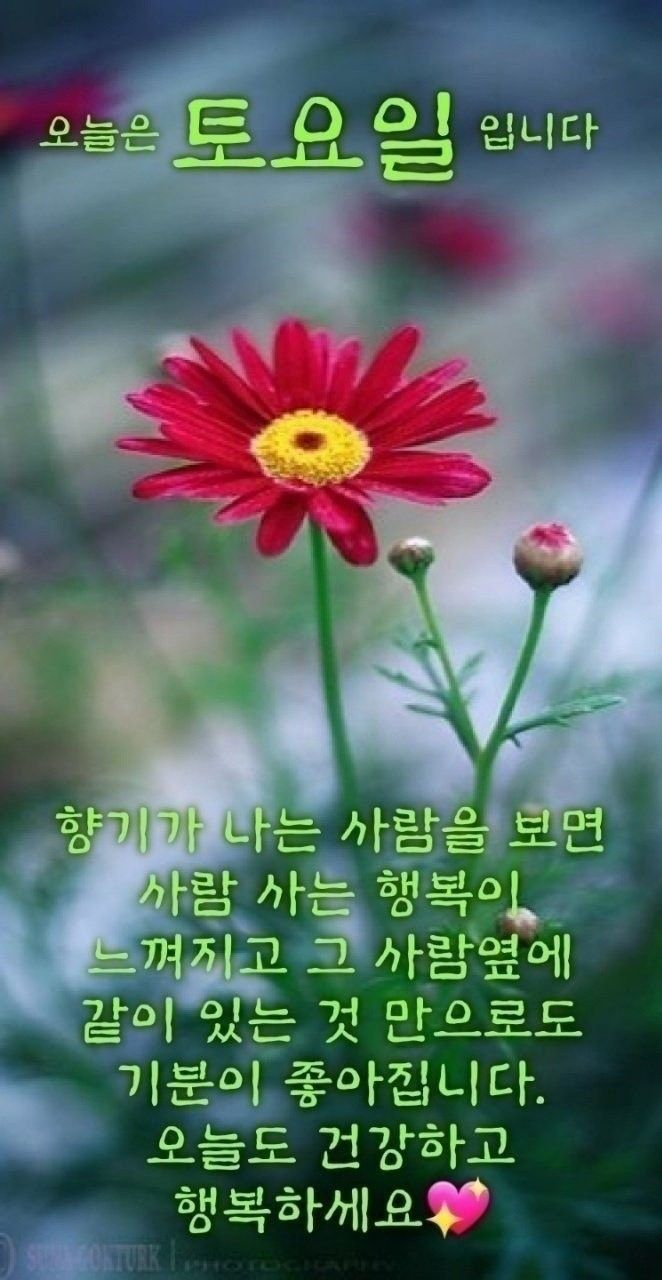 오늘은 토요일 입니다
향기가 나는 사람을 보면
사람 사는 행복이
느껴지고 그 사람옆에
같이 있는 것 만으로도
기분이 좋아집니다.
오늘도 건강하고
행복하세요💖
SUHA GOKTURK | PHOTOGRAPHY